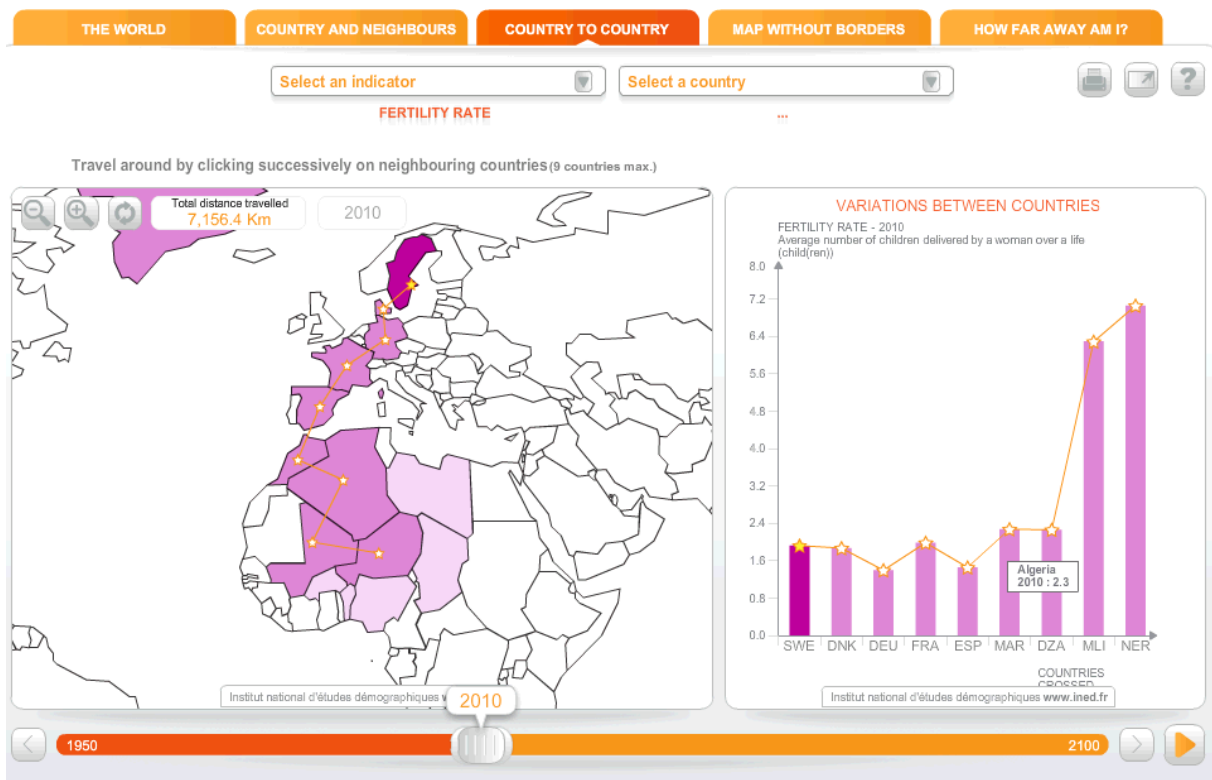 THE WORLD
COUNTRY AND NEIGHBOURS
COUNTRY TO COUNTRY
MAP WITHOUT BORDERS
HOW FAR AWAY AM I?
Select an indicator
Select a country
?
FERTILITY RATE
...
Travel around by clicking successively on neighbouring countries (9 countries max.)
Total distance travelled
7,156.4 Km
2010
VARIATIONS BETWEEN COUNTRIES
FERTILITY RATE - 2010
Average number of children delivered by a woman over a life
(child(ren))
8.0
7.2
6.4
5.6
4.8
4.0
3.2
2.4
1.6
0.8
0.0
Algeria
2010 : 2.3
SWE DNK DEU FRA ESP MAR DZA MLI NER
COUNTRIES
CROSSED
Institut national d'études démographiques
Institut national d'études démographiques www.ined.fr
2010
1950
2100